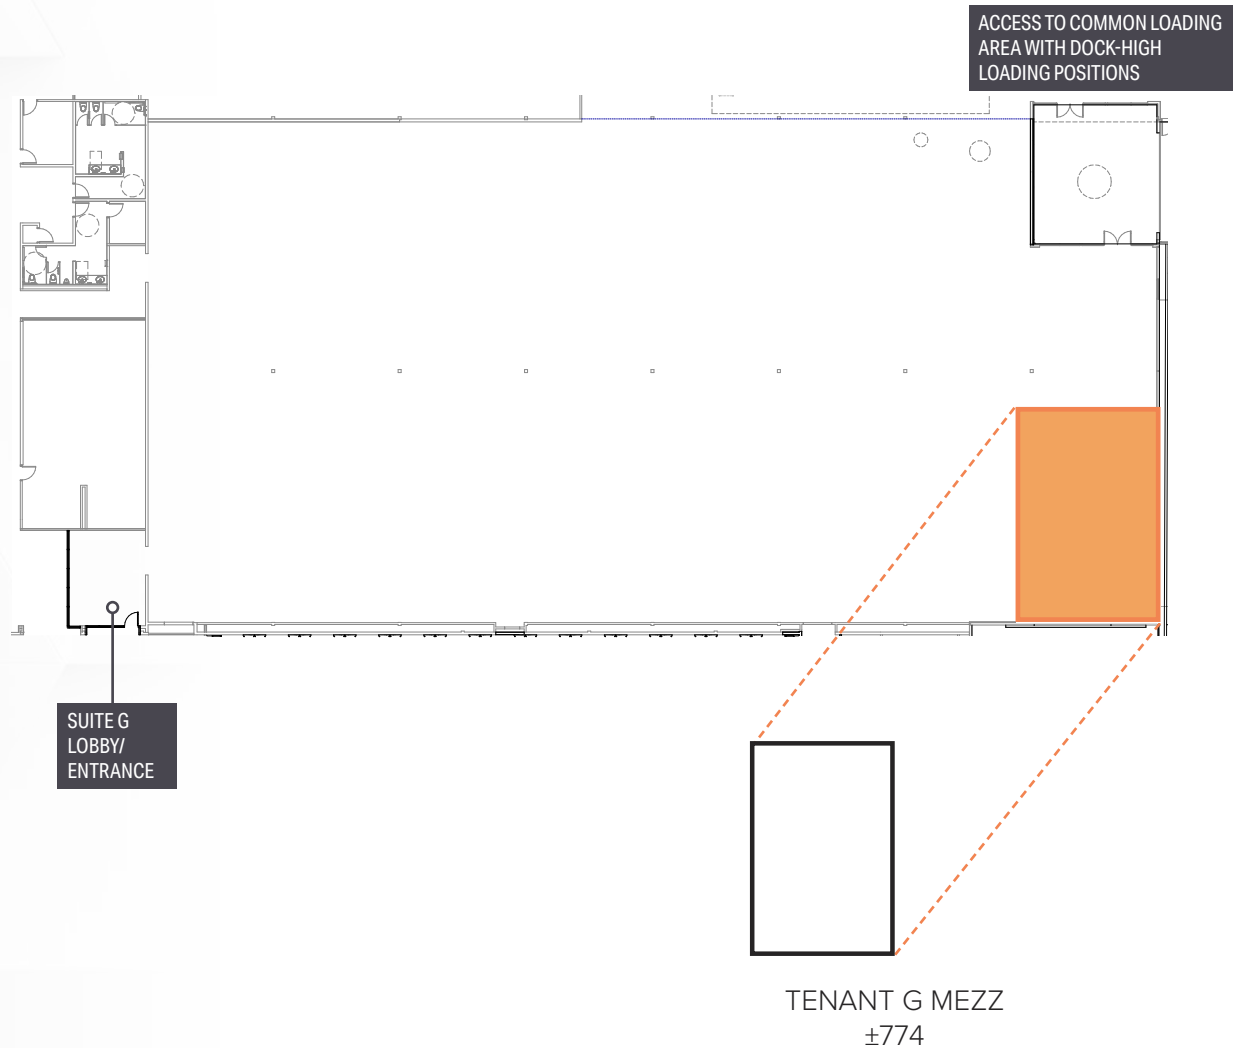 ACCESS TO COMMON LOADING
AREA WITH DOCK-HIGH
LOADING POSITIONS
SUITE G
LOBBY/
ENTRANCE
TENANT G MEZZ
±774